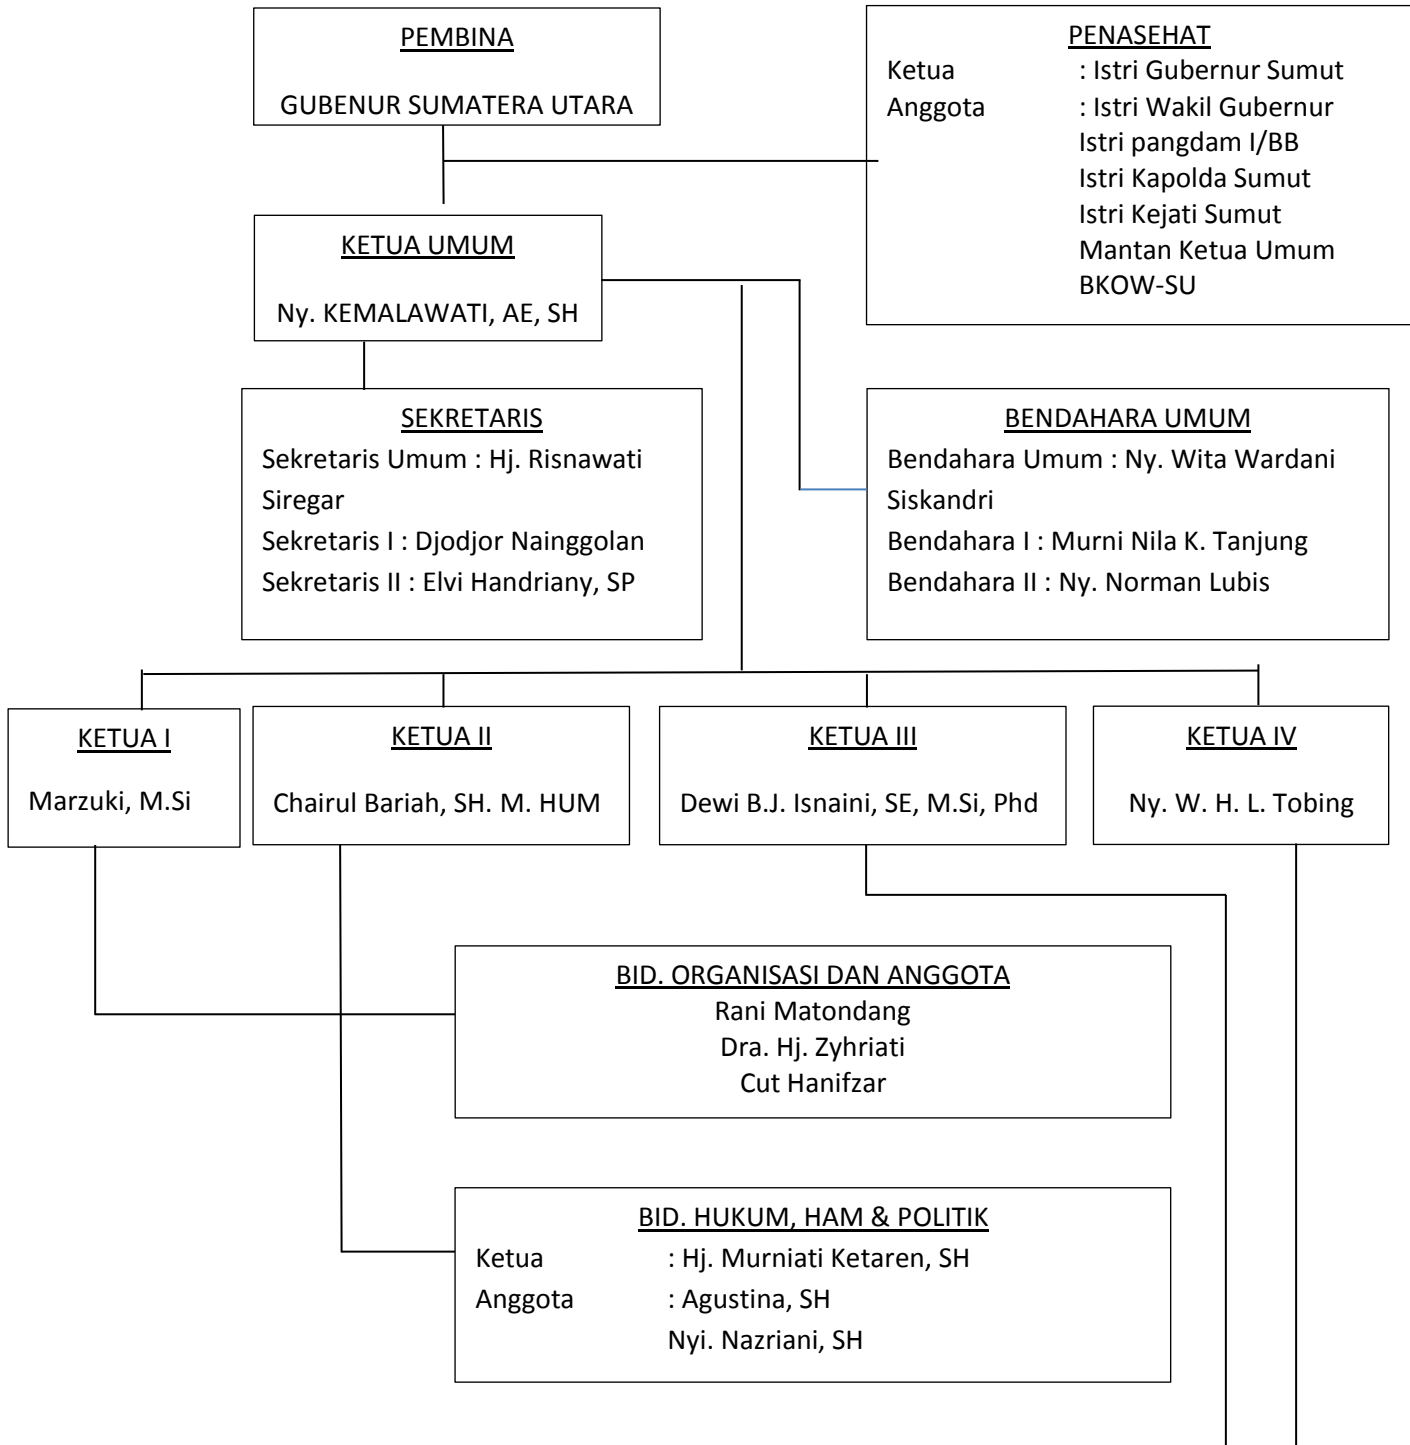 PEMBINA
GUBENUR SUMATERA UTARA
PENASEHAT
Ketua : Istri Gubernur Sumut
Anggota : Istri Wakil Gubernur
Istri pangdam I/BB
Istri Kapolda Sumut
Istri Kejati Sumut
Mantan Ketua Umum
BKOW-SU
KETUA UMUM
Ny. KEMALAWATI, AE, SH
SEKRETARIS
Sekretaris Umum : Hj. Risnawati
Siregar
Sekretaris I : Djodjor Nainggolan
Sekretaris II : Elvi Handriany, SP
BENDAHARA UMUM
Bendahara Umum : Ny. Wita Wardani
Siskandri
Bendahara I : Murni Nila K. Tanjung
Bendahara II : Ny. Norman Lubis
KETUA I
Marzuki, M.Si
KETUA II
Chairul Bariah, SH. M. HUM
KETUA III
Dewi B.J. Isnaini, SE, M.Si, Phd
KETUA IV
Ny. W. H. L. Tobing
BID. ORGANISASI DAN ANGGOTA
Rani Matondang
Dra. Hj. Zyhriati
Cut Hanifzar
BID. HUKUM, HAM & POLITIK
Ketua : Hj. Murniati Ketaren, SH
Anggota : Agustina, SH
Nyi. Nazriani, SH